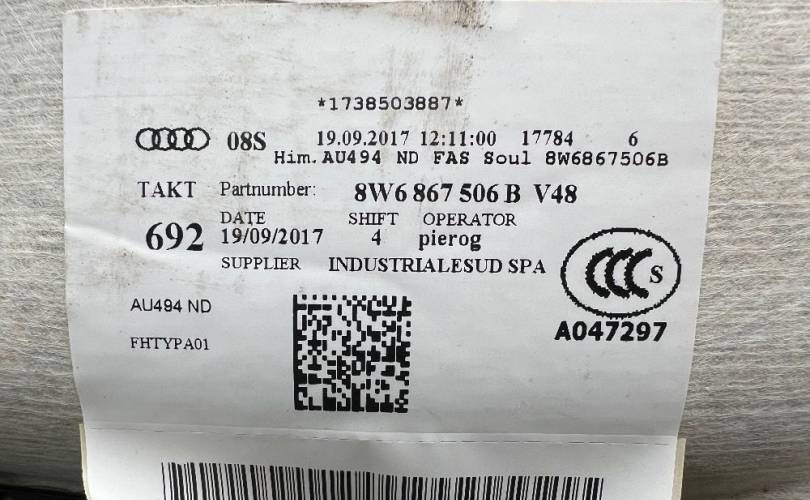 *1738503887*
08S 19.09.2017 12:11:00 17784 6
Him. AU494 ND FAS Soul 8W6867506B
TAKT Partnumber: 8W6 867 506 B V48
DATE SHIFT OPERATOR
692 19/09/2017 4 pierog
SUPPLIER INDUSTRIALESUD SPA
CCC S
AU494 ND
A047297
FHTYPA01